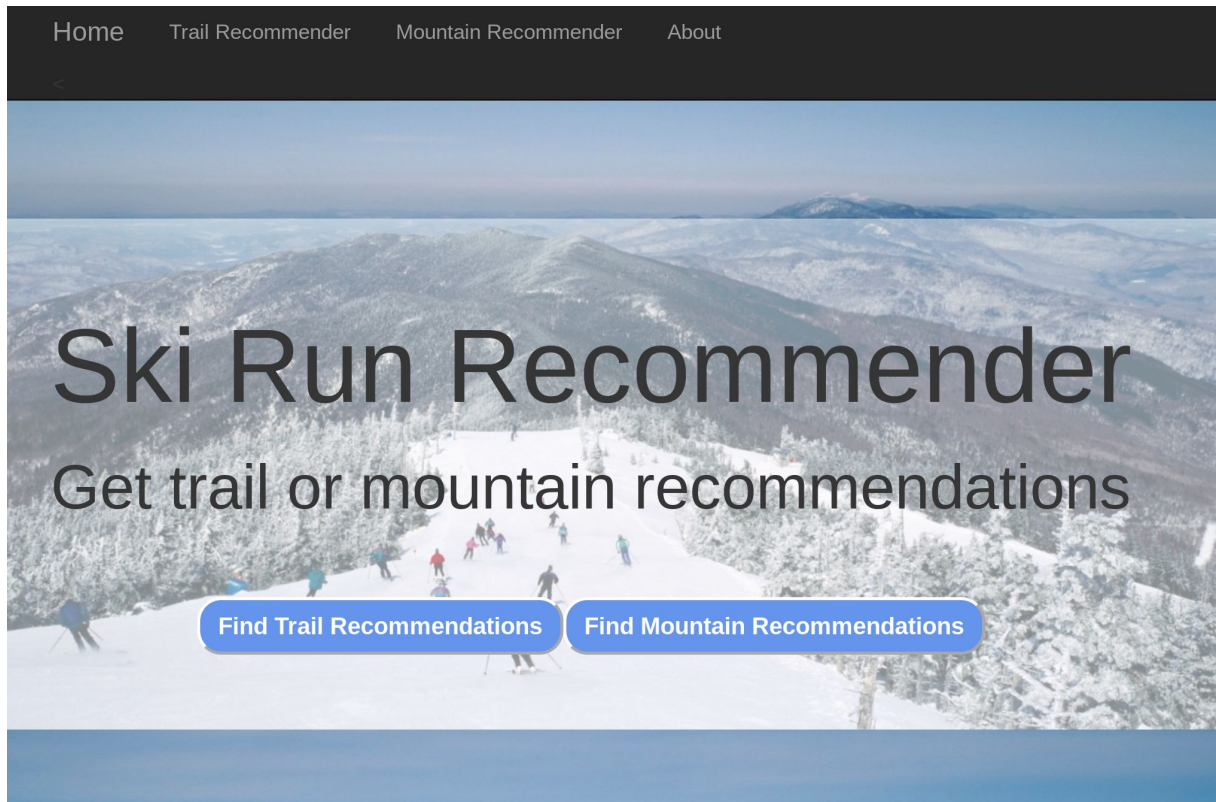 Home Trail Recommender Mountain Recommender About
<
Ski Run Recommender
Get trail or mountain recommendations
Find Trail Recommendations Find Mountain Recommendations